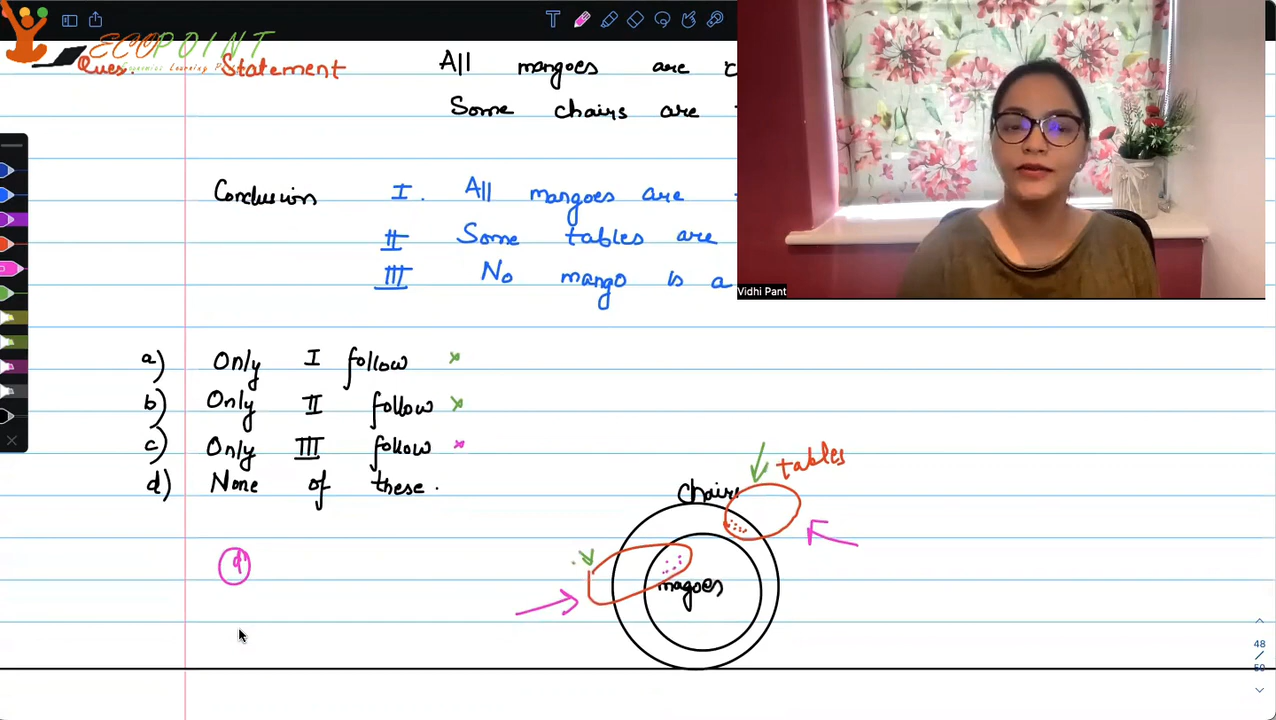 ECOPOINT
Ques. Statement All mangoes are
Some chairs are
Conclusion I. All mangoes are
II Some tables are
III No mango is a
Vidhi Pant
a) Only I follow ×
b) Only II follow ×
c) Only III follow ×
d) None of these.
tables
chairs
magoes
d
48
/
50